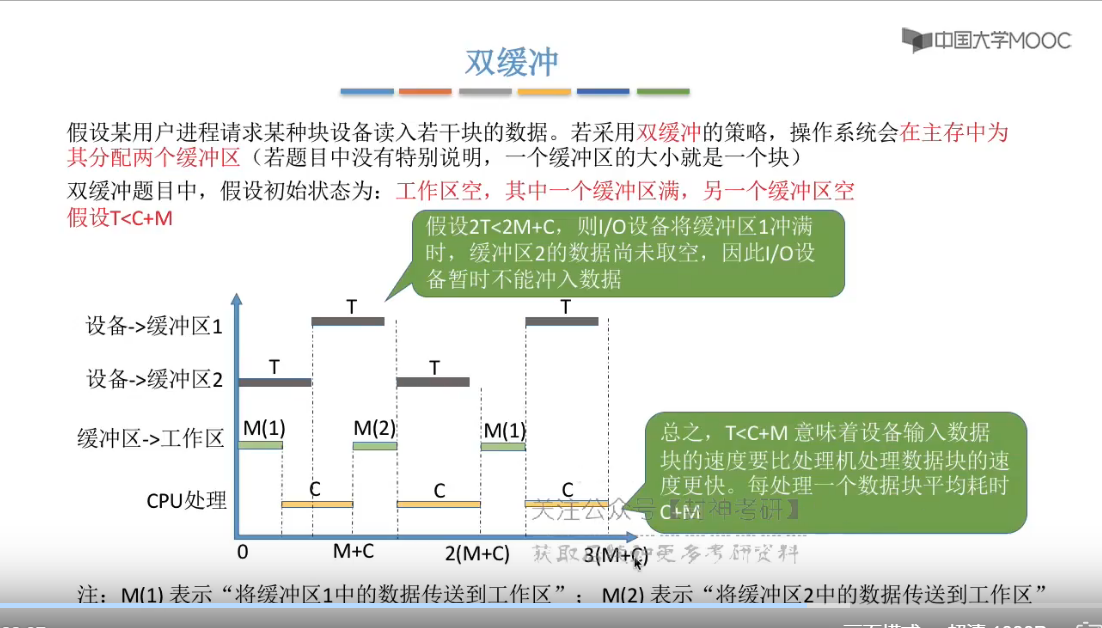 中国大学MOOC
双缓冲
假设某用户进程请求某种块设备读入若干块的数据。若采用双缓冲的策略，操作系统会在主存中为
其分配两个缓冲区（若题目中没有特别说明，一个缓冲区的大小就是一个块）
双缓冲题目中，假设初始状态为：工作区空，其中一个缓冲区满，另一个缓冲区空
假设T<C+M
假设2T<2M+C，则I/O设备将缓冲区1冲满
时，缓冲区2的数据尚未取空，因此I/O设
备暂时不能冲入数据
T T
设备->缓冲区1
T T
设备->缓冲区2
M(1) M(2) M(1)
缓冲区->工作区
C C C
CPU处理
总之，T<C+M 意味着设备输入数据
块的速度要比处理机处理数据块的速
度更快。每处理一个数据块平均耗时
C+M
关注公众号
神考研】
0 M+C 2(M+C) 3(M+C)
获取
更多考研资料
注：M(1) 表示“将缓冲区1中的数据传送到工作区”； M(2) 表示“将缓冲区2中的数据传送到工作区”